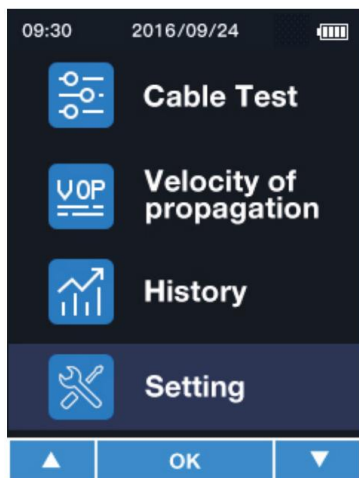 09:30 2016/09/24
Cable Test
VOP
Velocity of
propagation
History
Setting
OK